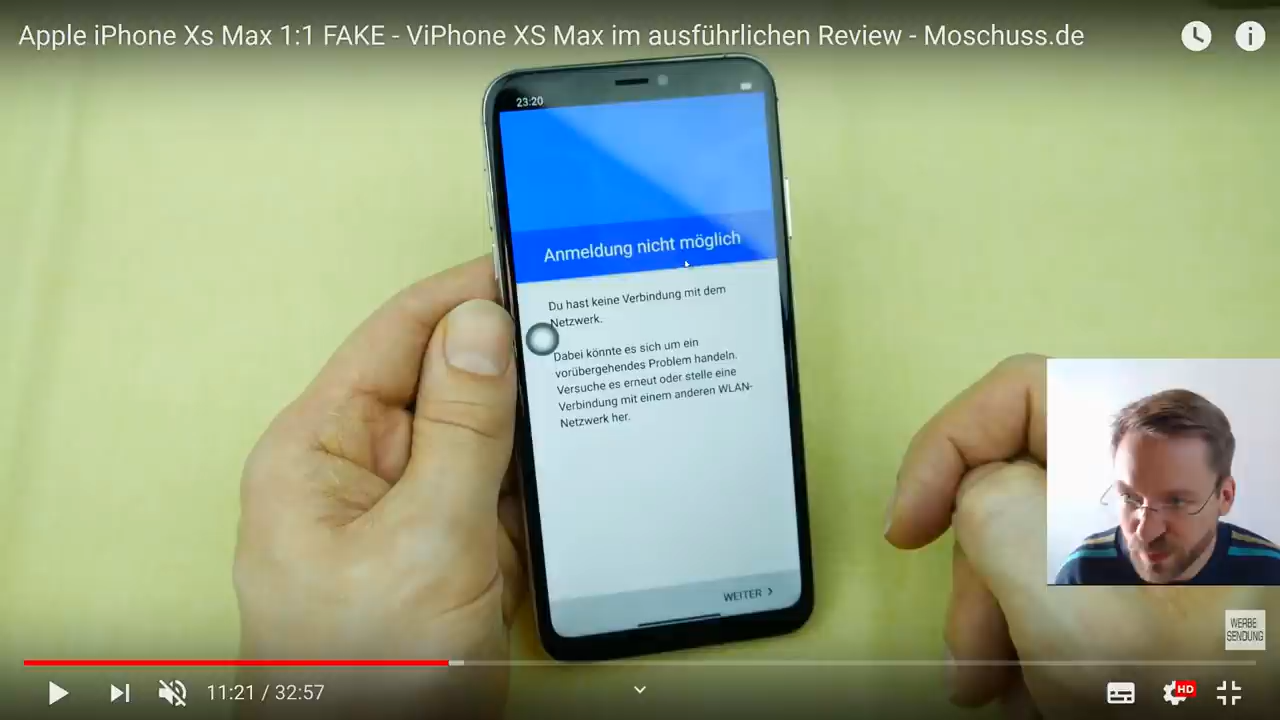 Apple iPhone Xs Max 1:1 FAKE - ViPhone XS Max im ausführlichen Review - Moschuss.de
23:20
Anmeldung nicht möglich
Du hast keine Verbindung mit dem
Netzwerk.
Dabei könnte es sich um ein
vorübergehendes Problem handeln.
Versuche es erneut oder stelle eine
Verbindung mit einem anderen WLAN-
Netzwerk her.
WEITER
WERBE
SENDUNG
11:21 / 32:57
HD